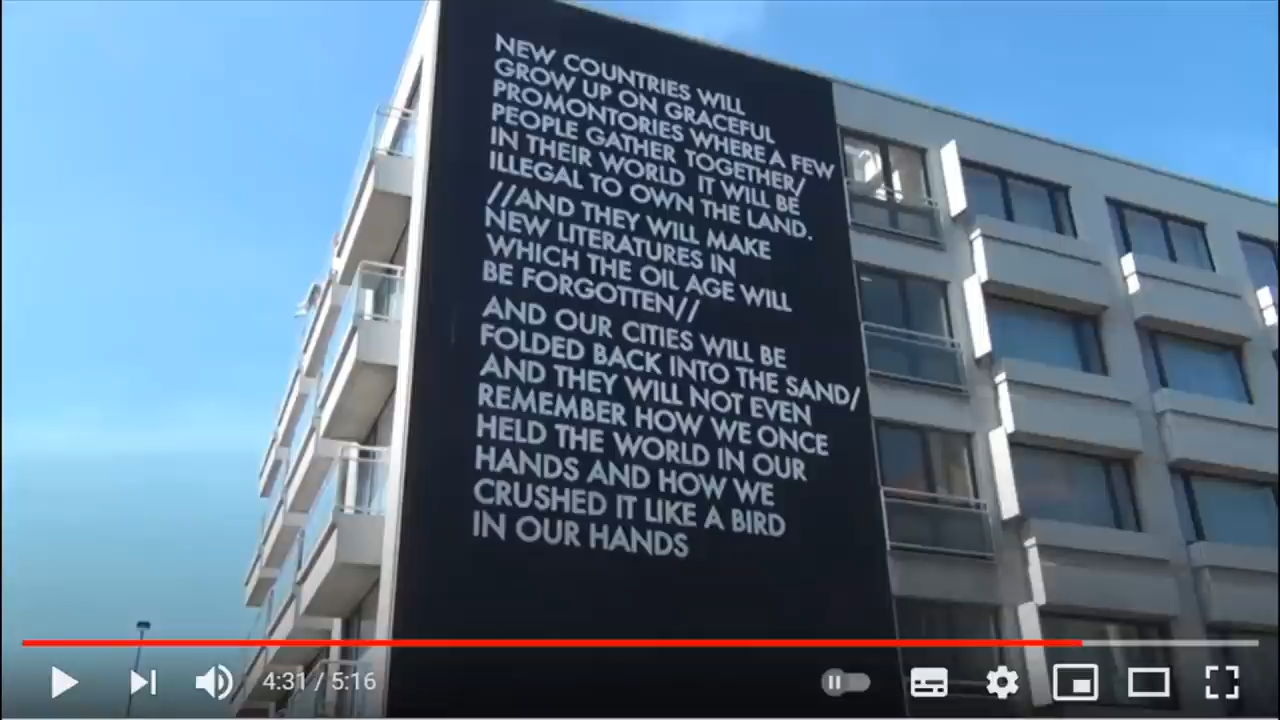 NEW COUNTRIES WILL
GROW UP ON GRACEFUL
PROMONTORIES WHERE A FEW
PEOPLE GATHER TOGETHER/
IN THEIR WORLD IT WILL BE
ILLEGAL TO OWN THE LAND.
//AND THEY WILL MAKE
NEW LITERATURES IN
WHICH THE OIL AGE WILL
BE FORGOTTEN//
AND OUR CITIES WILL BE
FOLDED BACK INTO THE SAND/
AND THEY WILL NOT EVEN
REMEMBER HOW WE ONCE
HELD THE WORLD IN OUR
HANDS AND HOW WE
CRUSHED IT LIKE A BIRD
IN OUR HANDS
4:31 / 5:16